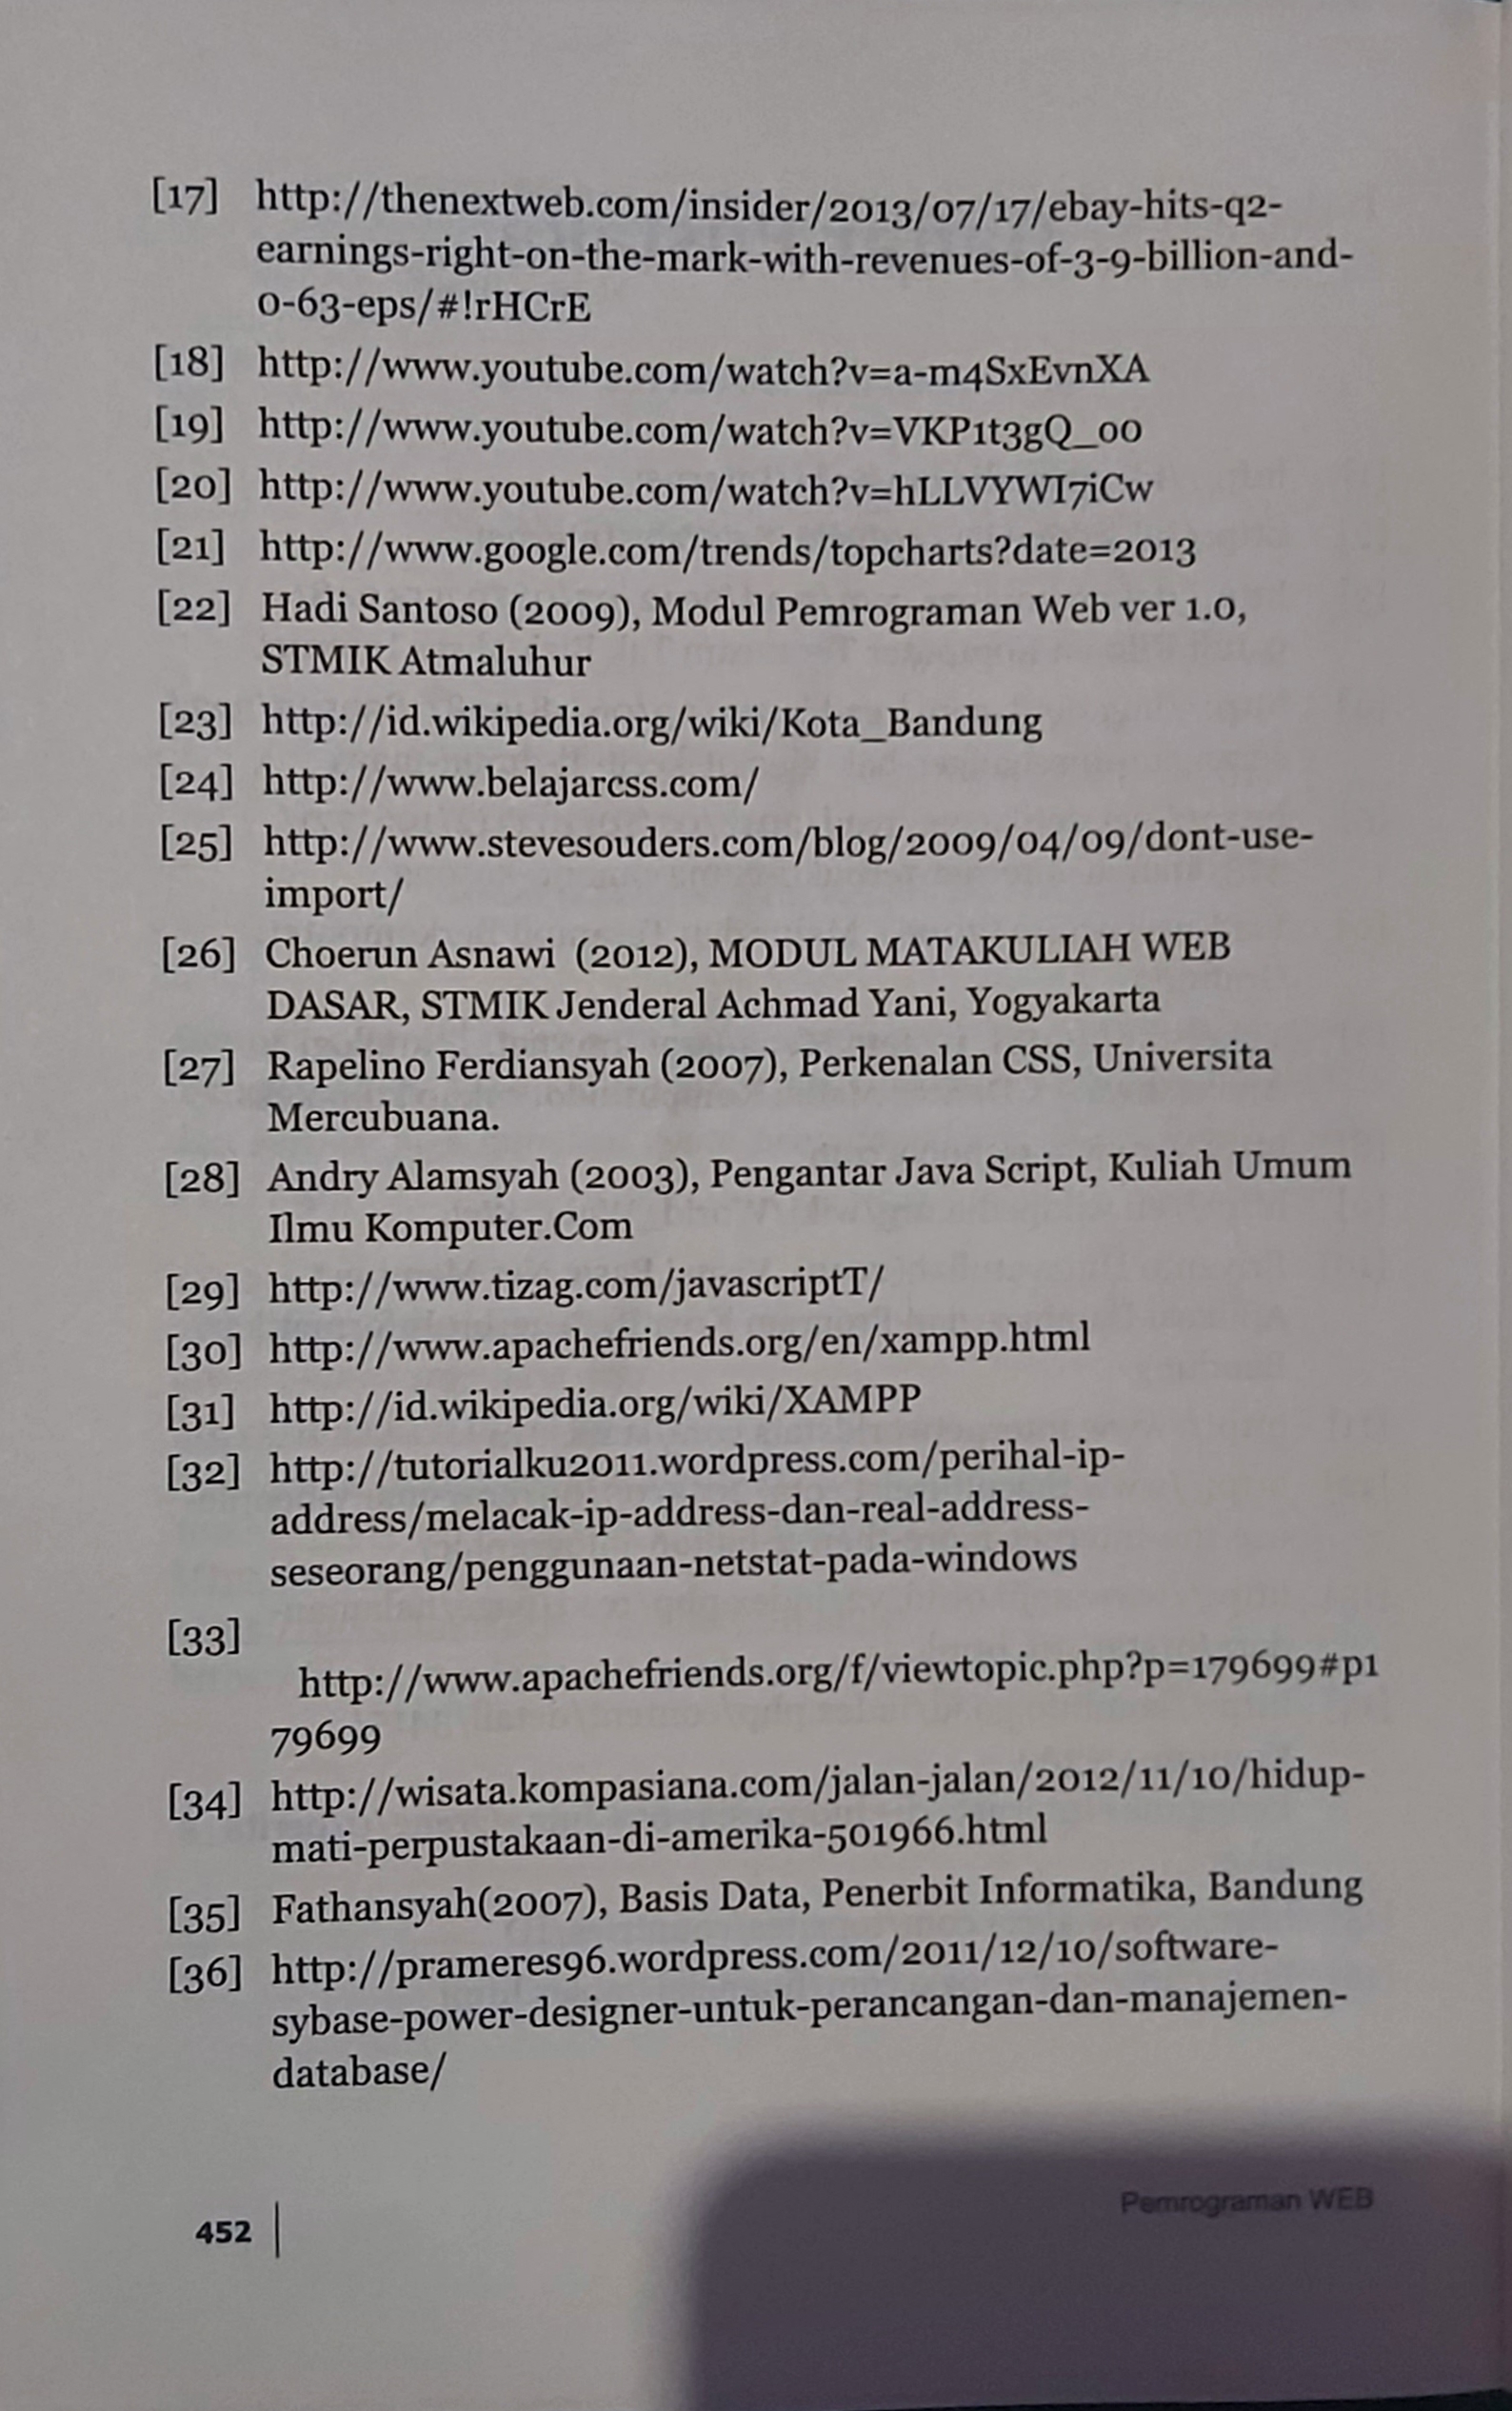 [17] http://thenextweb.com/insider/2013/07/17/ebay-hits-q2-
earnings-right-on-the-mark-with-revenues-of-3-9-billion-and-
0-63-eps/#!rHCrE
[18] http://www.youtube.com/watch?v=a-m4SxEvnXA
[19] http://www.youtube.com/watch?v=VKP1t3gQ_o0
[20] http://www.youtube.com/watch?v=hLLVYWI7iCw
[21] http://www.google.com/trends/topcharts?date=2013
[22] Hadi Santoso (2009), Modul Pemrograman Web ver 1.0,
STMIK Atmaluhur
[23] http://id.wikipedia.org/wiki/Kota_Bandung
[24] http://www.belajarcss.com/
[25] http://www.stevesouders.com/blog/2009/04/09/dont-use-
import/
[26] Choerun Asnawi (2012), MODUL MATAKULIAH WEB
DASAR, STMIK Jenderal Achmad Yani, Yogyakarta
[27] Rapelino Ferdiansyah (2007), Perkenalan CSS, Universita
Mercubuana.
[28] Andry Alamsyah (2003), Pengantar Java Script, Kuliah Umum
Ilmu Komputer.Com
[29] http://www.tizag.com/javascriptT/
[30] http://www.apachefriends.org/en/xampp.html
[31] http://id.wikipedia.org/wiki/XAMPP
[32] http://tutorialku2011.wordpress.com/perihal-ip-
address/melacak-ip-address-dan-real-address-
seseorang/penggunaan-netstat-pada-windows
[33]
http://www.apachefriends.org/f/viewtopic.php?p=179699#p1
79699
[34] http://wisata.kompasiana.com/jalan-jalan/2012/11/10/hidup-
mati-perpustakaan-di-amerika-501966.html
[35] Fathansyah(2007), Basis Data, Penerbit Informatika, Bandung
[36] http://prameres96.wordpress.com/2011/12/10/software-
sybase-power-designer-untuk-perancangan-dan-manajemen-
database/
Pemrograman WEB
452